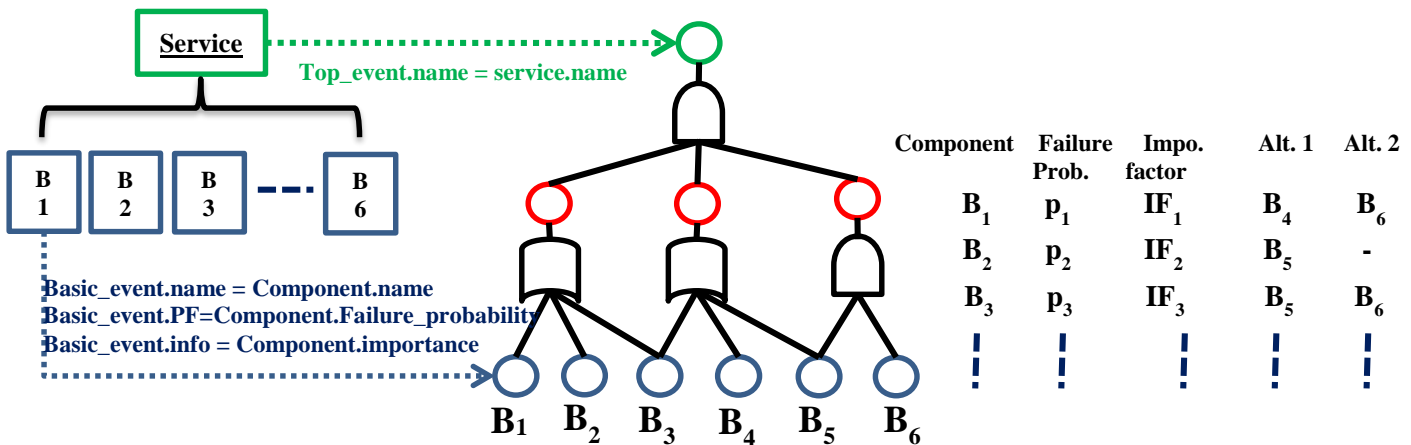 Service
Top_event.name = service.name
B
1
B
2
B
3
B
6
Basic_event.name = Component.name
Basic_event.PF=Component.Failure_probability
Basic_event.info = Component.importance
B1 B2 B3 B4 B5 B6
Component Failure Impo. Alt. 1 Alt. 2
Prob. factor
B1 p1 IF1 B4 B6
B2 p2 IF2 B5 -
B3 p3 IF3 B5 B6